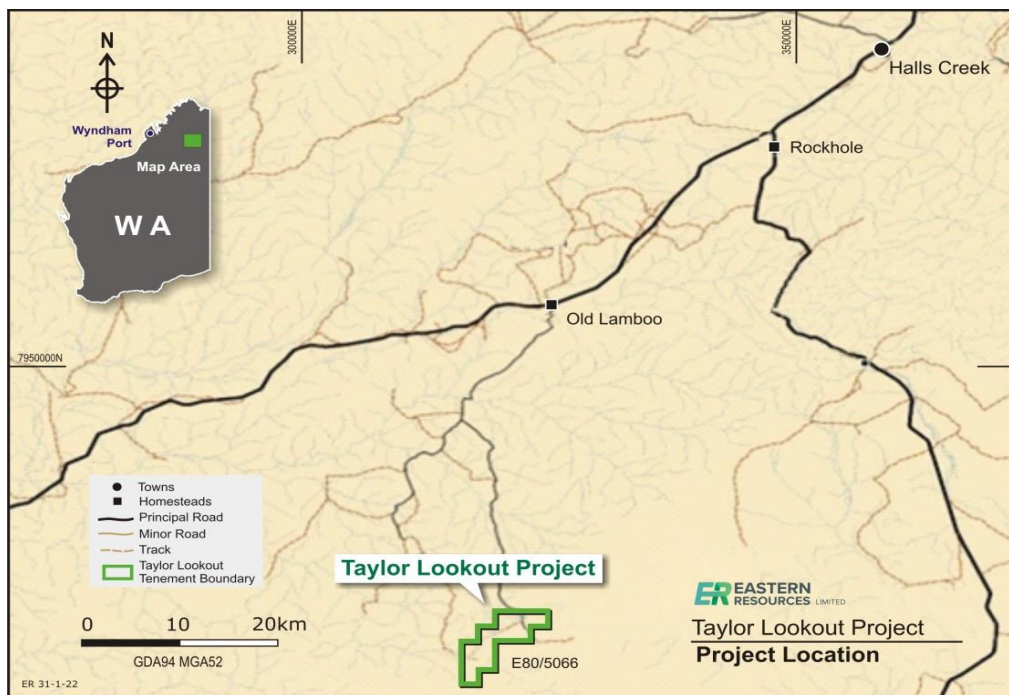 300000E
350000E
N
Halls Creek
Wyndham
Port
Map Area
Rockhole
W A
Old Lamboo
7950000N
Towns
Homesteads
Principal Road
Minor Road
Track
Taylor Lookout
Tenement Boundary
Taylor Lookout Project
ER EASTERN
RESOURCES LIMITED
0 10 20km
Taylor Lookout Project
Project Location
GDA94 MGA52
E80/5066
ER 31-1-22